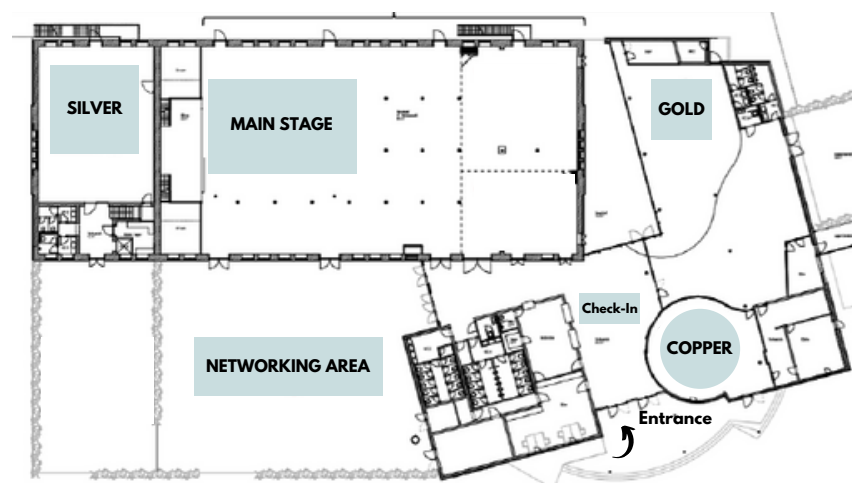 SILVER
MAIN STAGE
GOLD
Check-In
COPPER
NETWORKING AREA
Entrance